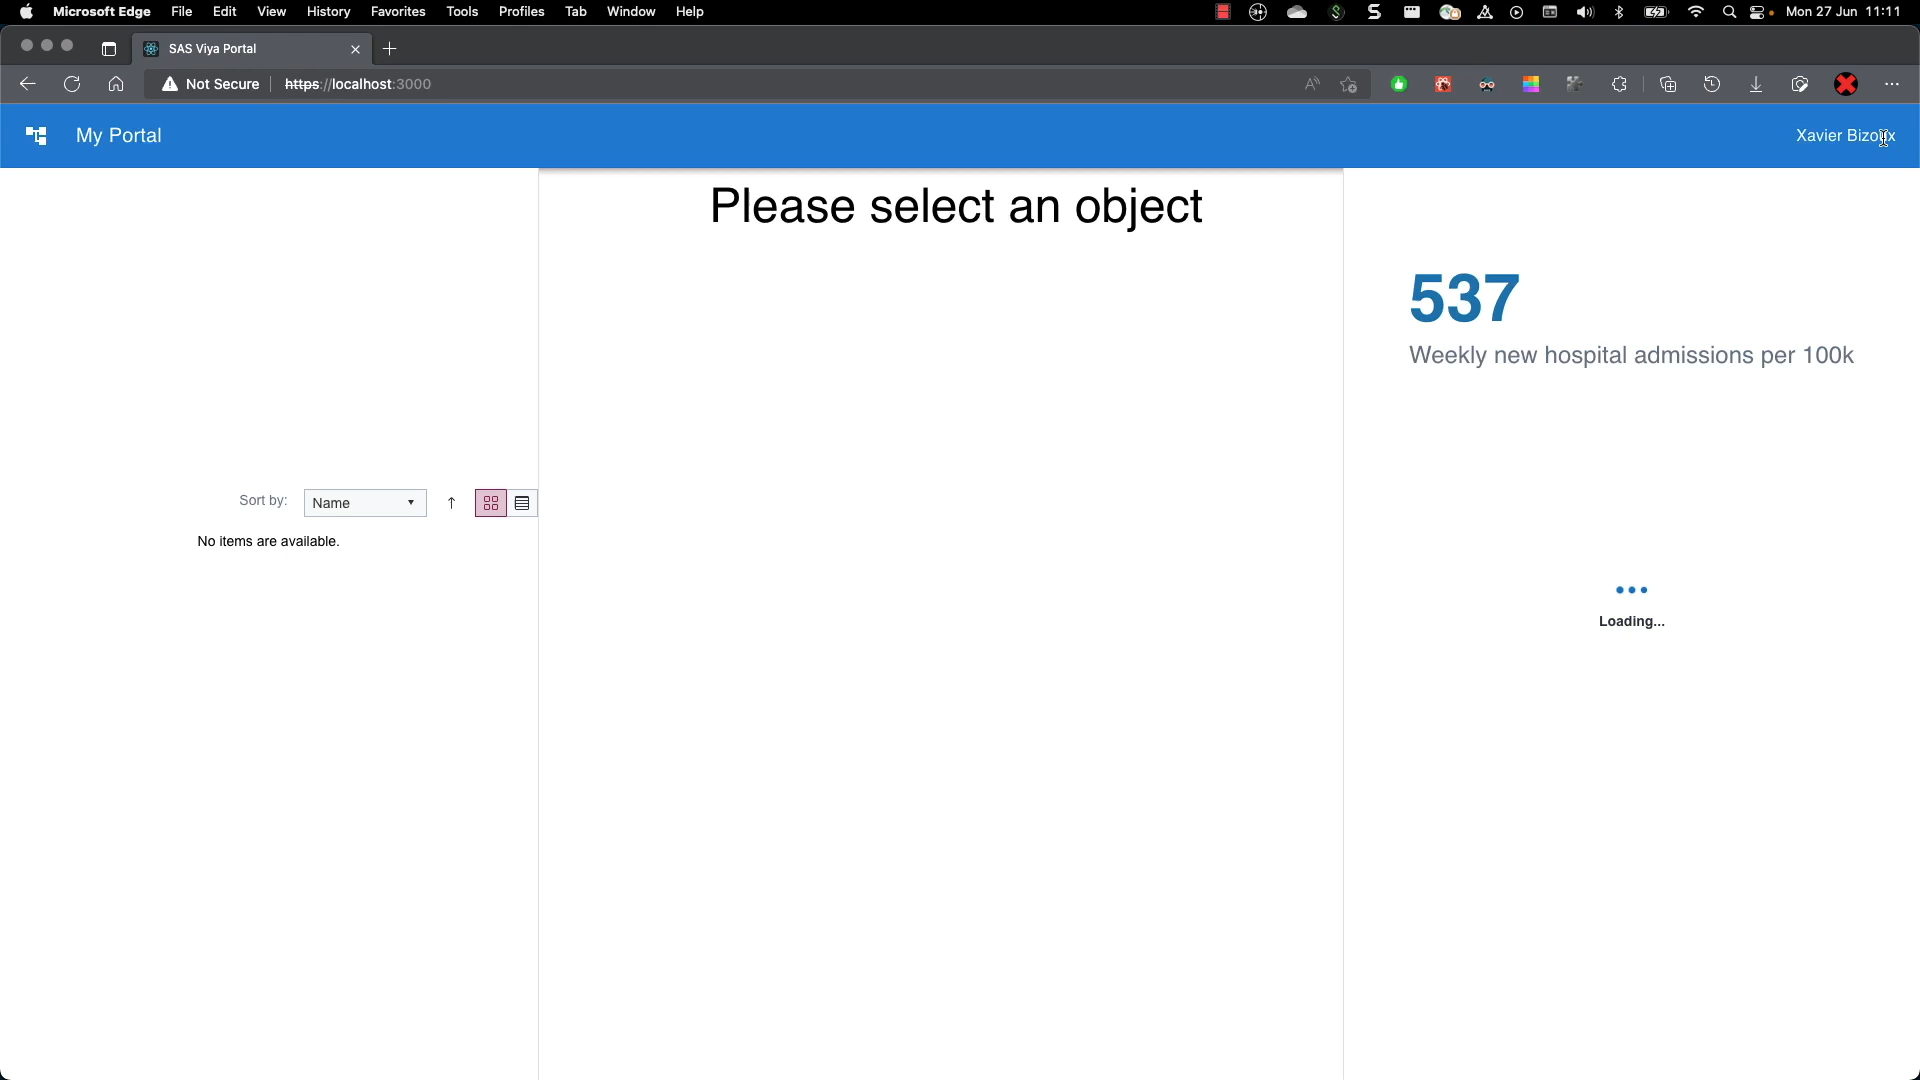 Microsoft Edge File Edit View History Favorites Tools Profiles Tab Window Help Mon 27 Jun 11:11
SAS Viya Portal
Not Secure https://localhost:3000
My Portal
Xavier Bizoux
Please select an object
537
Weekly new hospital admissions per 100k
Sort by: Name
No items are available.
Loading...